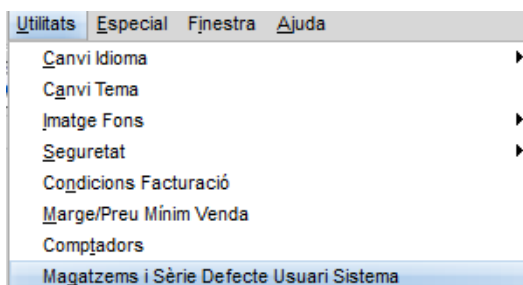 Utilitats Especial Finestra Ajuda
Canvi Idioma
Canvi Tema
Imatge Fons
Seguretat
Condicions Facturació
Marge/Preu Mínim Venda
Comptadors
Magatzems i Sèrie Defecte Usuari Sistema